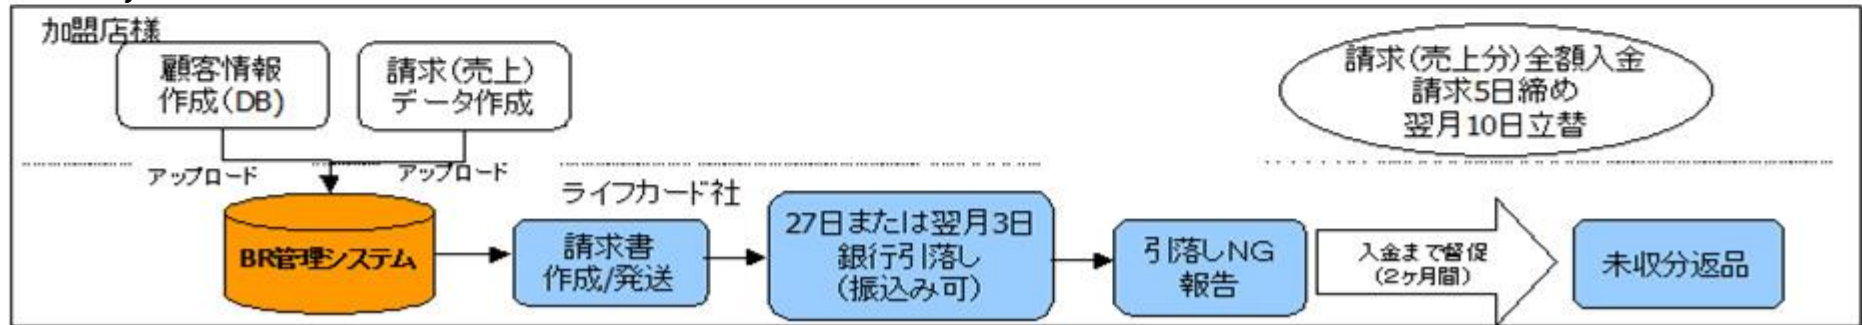 加盟店様
顧客情報
作成(DB)
請求(売上)
データ作成
請求(売上分)全額入金
請求5日締め
翌月10日立替
アップロード
アップロード
ライフカード社
BR管理システム
請求書
作成/発送
27日または翌月3日
銀行引落し
(振込み可)
引落しNG
報告
入金まで督促
(2ヶ月間)
未収分返品